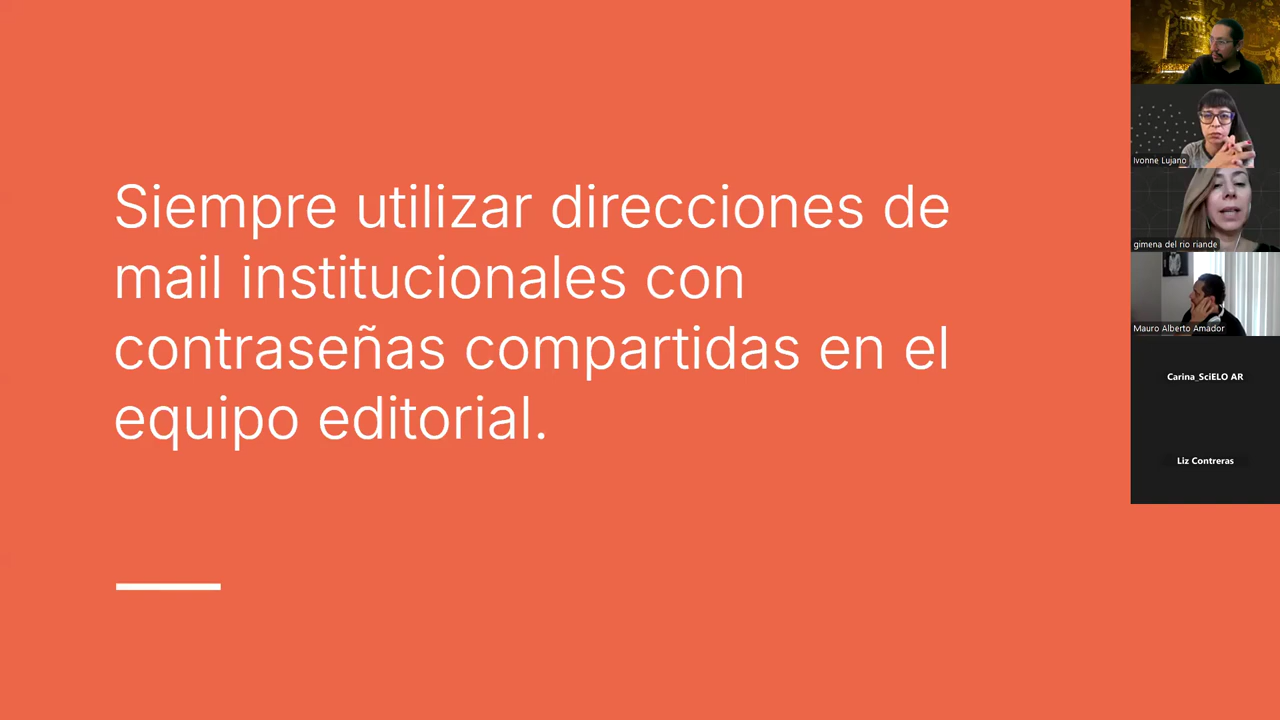 Siempre utilizar direcciones de
mail institucionales con
contraseñas compartidas en el
equipo editorial.
Ivonne Lujano
gimena del rio riande
Mauro Alberto Amador
Carina_SciELO AR
Liz Contreras